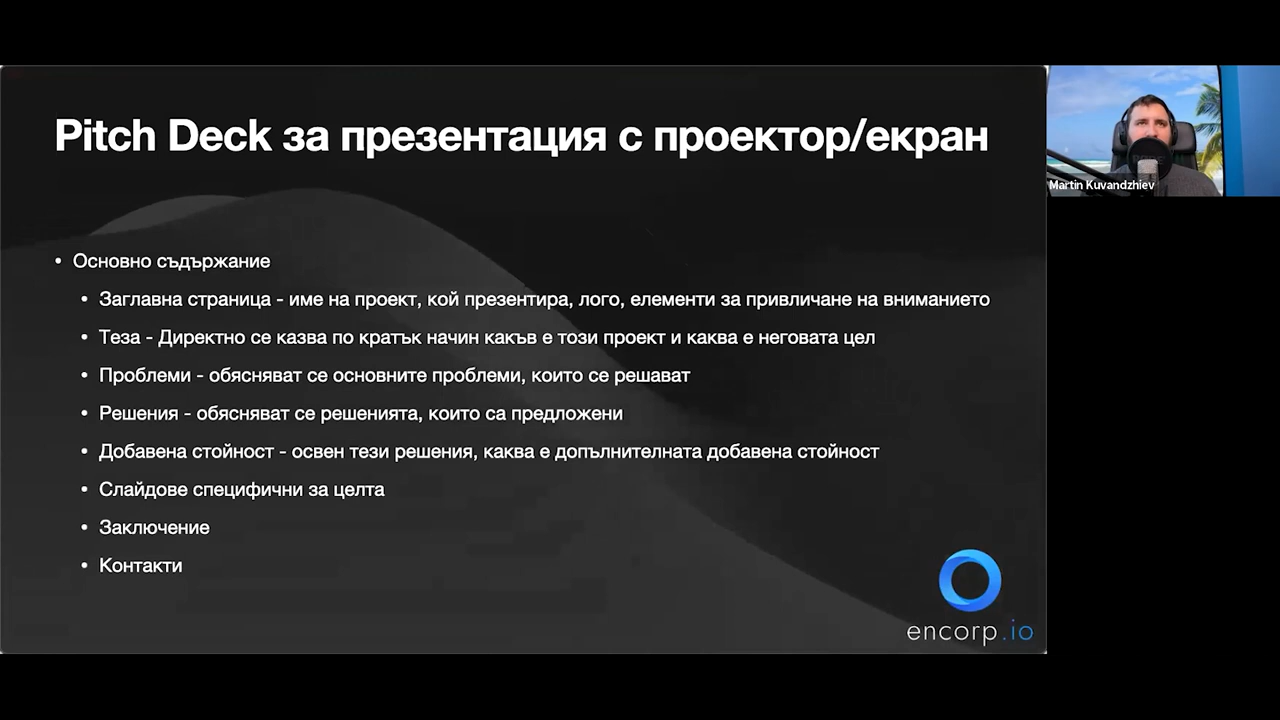 Pitch Deck за презентация с проектор/екран
Martin Kuvandzhiev
• Основно съдържание
• Заглавна страница - име на проект, кой презентира, лого, елементи за привличане на вниманието
• Теза - Директно се казва по кратък начин какъв е този проект и каква е неговата цел
• Проблеми - обясняват се основните проблеми, които се решават
• Решения - обясняват се решенията, които са предложени
• Добавена стойност - освен тези решения, каква е допълнителната добавена стойност
• Слайдове специфични за целта
• Заключение
• Контакти
encorp.io